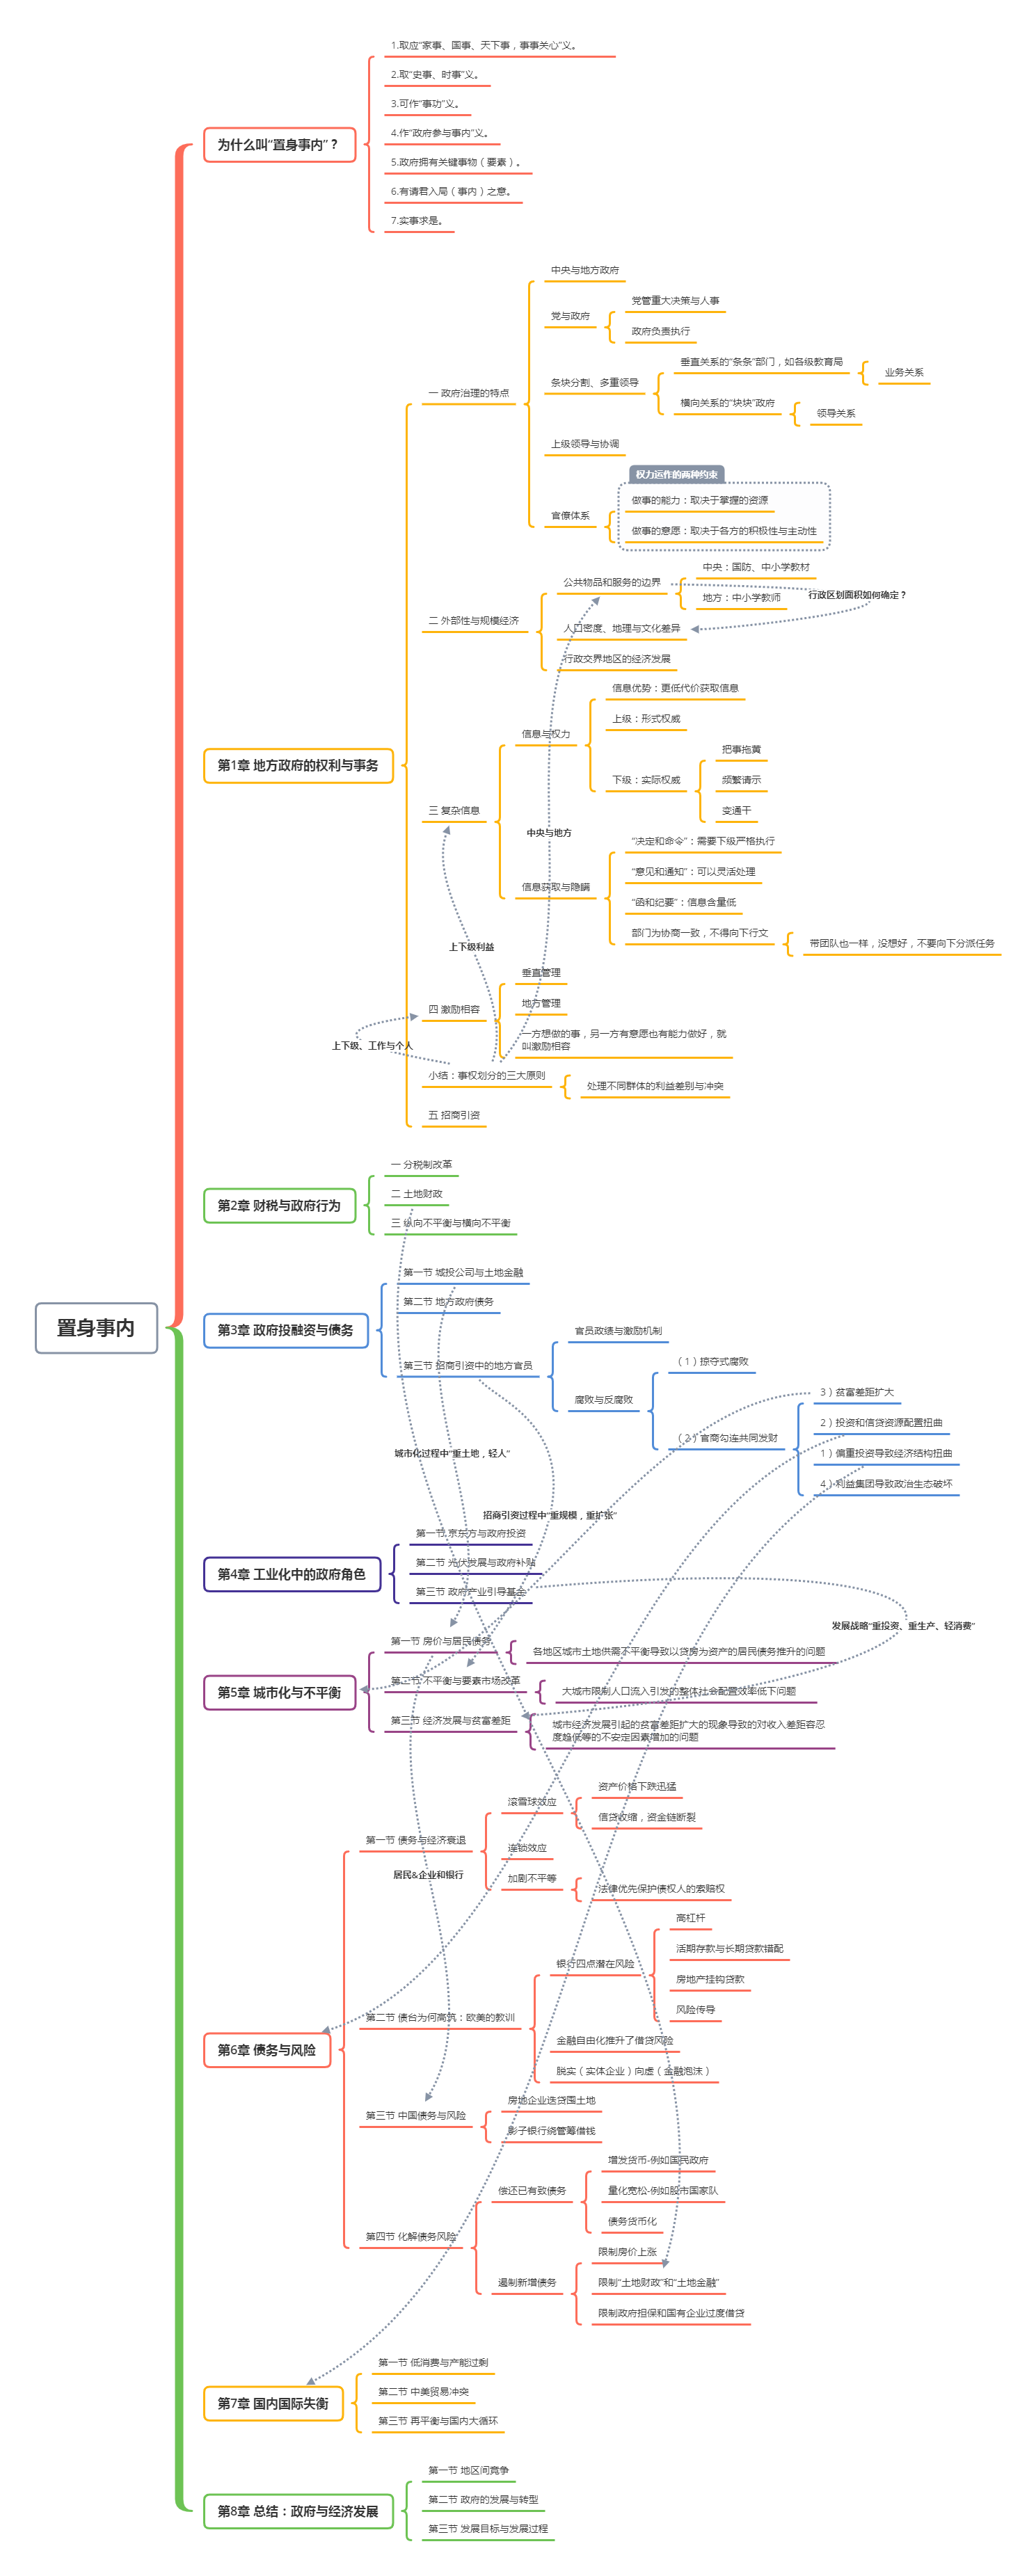 置身事内
为什么叫“置身事内”？
1.取应“家事、国事、天下事，事事关心”义。
2.取“史事、时事”义。
3.可作“事功”义。
4.作“政府参与事内”义。
5.政府拥有关键事物（要素）。
6.有请君入局（事内）之意。
7.实事求是。
第1章 地方政府的权利与事务
一 政府治理的特点
中央与地方政府
党与政府
党管重大决策与人事
政府负责执行
条块分割、多重领导
垂直关系的“条条”部门，如各级教育局
业务关系
横向关系的“块块”政府
领导关系
上级领导与协调
官僚体系
权力运作的两种约束
做事的能力：取决于掌握的资源
做事的意愿：取决于各方的积极性与主动性
二 外部性与规模经济
公共物品和服务的边界
中央：国防、中小学教材
地方：中小学教师
行政区划面积如何确定？
人口密度、地理与文化差异
行政交界地区的经济发展
三 复杂信息
信息与权力
信息优势：更低代价获取信息
上级：形式权威
下级：实际权威
把事拖黄
频繁请示
变通干
中央与地方
信息获取与隐瞒
“决定和命令”：需要下级严格执行
“意见和通知”：可以灵活处理
“函和纪要”：信息含量低
部门为协商一致，不得向下行文
带团队也一样，没想好，不要向下分派任务
上下级利益
四 激励相容
垂直管理
地方管理
一方想做的事，另一方有意愿也有能力做好，就
叫激励相容
上下级、工作与个人
小结：事权划分的三大原则
处理不同群体的利益差别与冲突
五 招商引资
第2章 财税与政府行为
一 分税制改革
二 土地财政
三 纵向不平衡与横向不平衡
第3章 政府投融资与债务
第一节 城投公司与土地金融
第二节 地方政府债务
第三节 招商引资中的地方官员
官员政绩与激励机制
腐败与反腐败
（1）掠夺式腐败
（2）官商勾连共同发财
3）贫富差距扩大
2）投资和信贷资源配置扭曲
1）偏重投资导致经济结构扭曲
4）利益集团导致政治生态破坏
城市化过程中“重土地，轻人”
招商引资过程中“重规模，重扩张”
第4章 工业化中的政府角色
第一节 京东方与政府投资
第二节 光伏发展与政府补贴
第三节 政府产业引导基金
发展战略“重投资、重生产、轻消费”
第5章 城市化与不平衡
第一节 房价与居民债务
各地区城市土地供需不平衡导致以贷房为资产的居民债务推升的问题
第二节 不平衡与要素市场改革
大城市限制人口流入引发的整体社会配置效率低下问题
第三节 经济发展与贫富差距
城市经济发展引起的贫富差距扩大的现象导致的对收入差距容忍
度趋低等的不安定因素增加的问题
第6章 债务与风险
第一节 债务与经济衰退
滚雪球效应
资产价格下跌迅猛
信贷收缩，资金链断裂
连锁效应
加剧不平等
法律优先保护债权人的索赔权
居民&企业和银行
第二节 债台为何高筑：欧美的教训
银行四点潜在风险
高杠杆
活期存款与长期贷款错配
房地产挂钩贷款
风险传导
金融自由化推升了借贷风险
脱实（实体企业）向虚（金融泡沫）
第三节 中国债务与风险
房地企业迭贷囤土地
影子银行绕管筹借钱
第四节 化解债务风险
偿还已有致债务
增发货币-例如国民政府
量化宽松-例如股市国家队
债务货币化
遏制新增债务
限制房价上涨
限制“土地财政”和“土地金融”
限制政府担保和国有企业过度借贷
第7章 国内国际失衡
第一节 低消费与产能过剩
第二节 中美贸易冲突
第三节 再平衡与国内大循环
第8章 总结：政府与经济发展
第一节 地区间竞争
第二节 政府的发展与转型
第三节 发展目标与发展过程